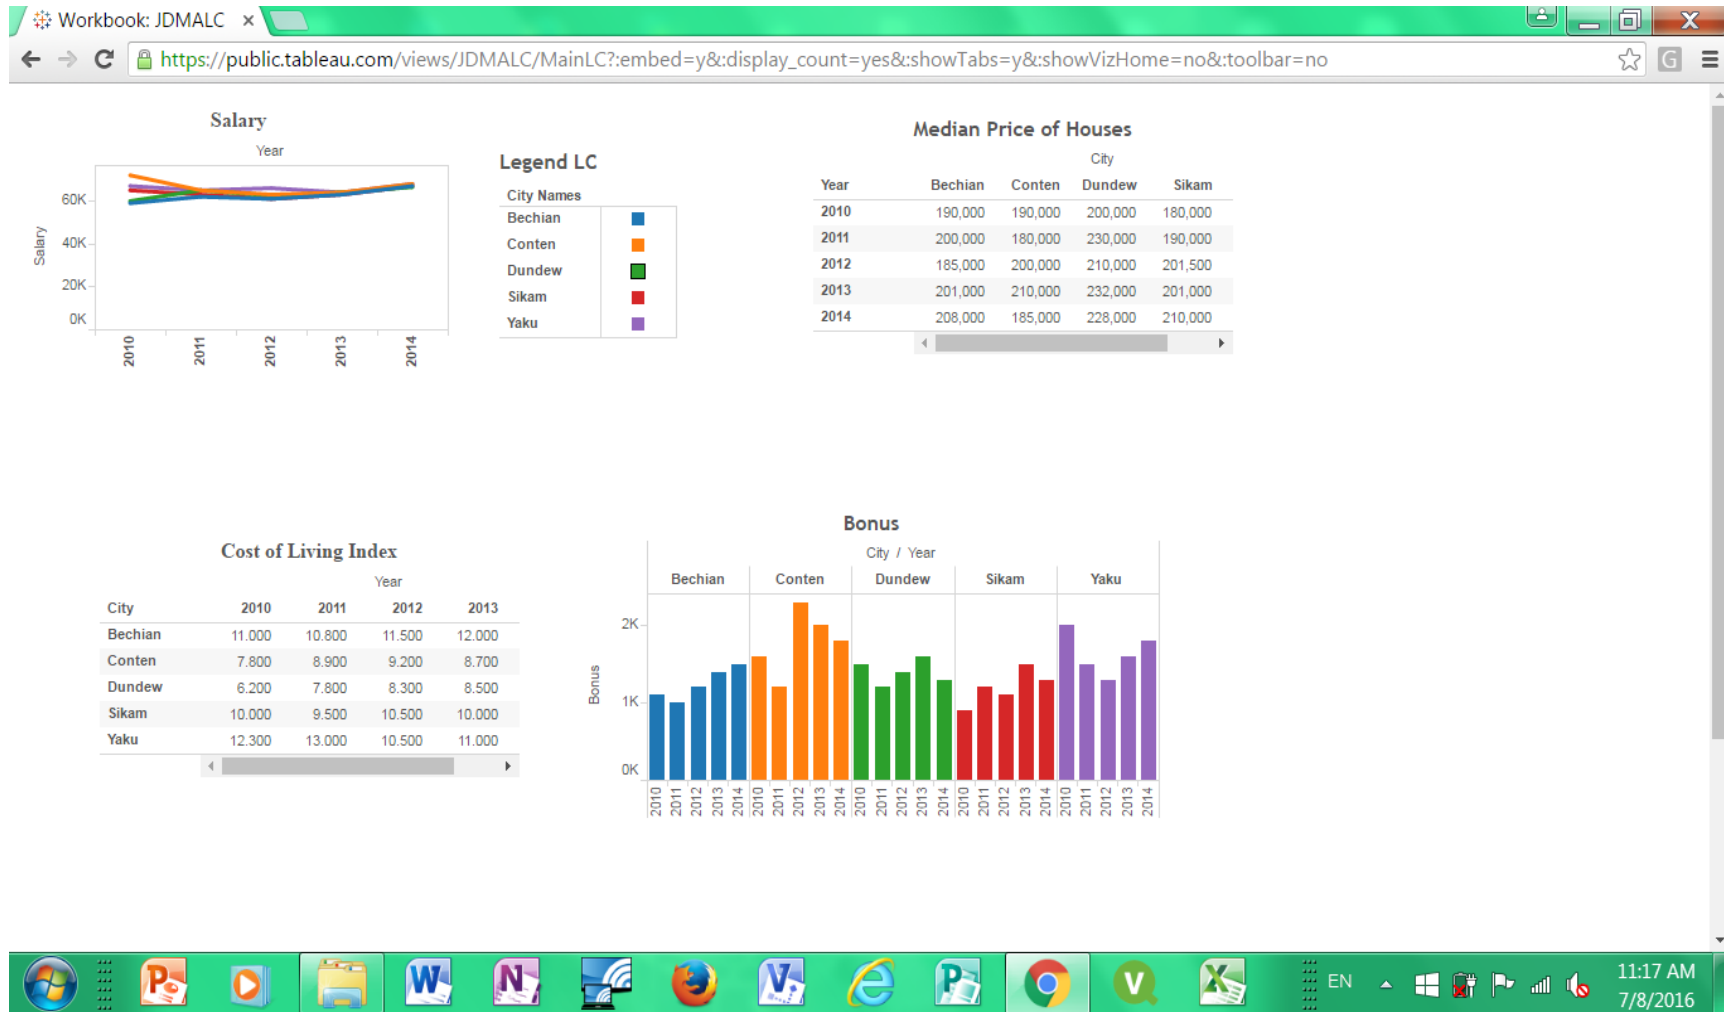 Workbook: JDMALC ×
https://public.tableau.com/views/JDMALC/MainLC?:embed=y&:display_count=yes&:showTabs=y&:showVizHome=no&:toolbar=no
G
Salary
Year
Salary
60K
40K
20K
0K
2010 2011 2012 2013 2014
Legend LC
City Names
Bechian
Conten
Dundew
Sikam
Yaku
Median Price of Houses
City
Year Bechian Conten Dundew Sikam
2010 190,000 190,000 200,000 180,000
2011 200,000 180,000 230,000 190,000
2012 185,000 200,000 210,000 201,500
2013 201,000 210,000 232,000 201,000
2014 208,000 185,000 228,000 210,000
Cost of Living Index
Year
City 2010 2011 2012 2013
Bechian 11.000 10.800 11.500 12.000
Conten 7.800 8.900 9.200 8.700
Dundew 6.200 7.800 8.300 8.500
Sikam 10.000 9.500 10.500 10.000
Yaku 12.300 13.000 10.500 11.000
Bonus
City / Year
Bechian Conten Dundew Sikam Yaku
Bonus
2K
1K
0K
2010 2011 2012 2013 2014 2010 2011 2012 2013 2014 2010 2011 2012 2013 2014 2010 2011 2012 2013 2014 2010 2011 2012 2013 2014
EN
11:17 AM
7/8/2016